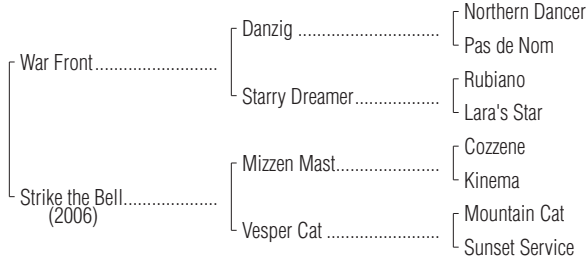 Northern Dancer
Danzig ................................
Pas de Nom
War Front...........................
Rubiano
Starry Dreamer...................
Lara's Star
Cozzene
Mizzen Mast.......................
Kinema
Strike the Bell.....................
(2006)
Mountain Cat
Vesper Cat .........................
Sunset Service